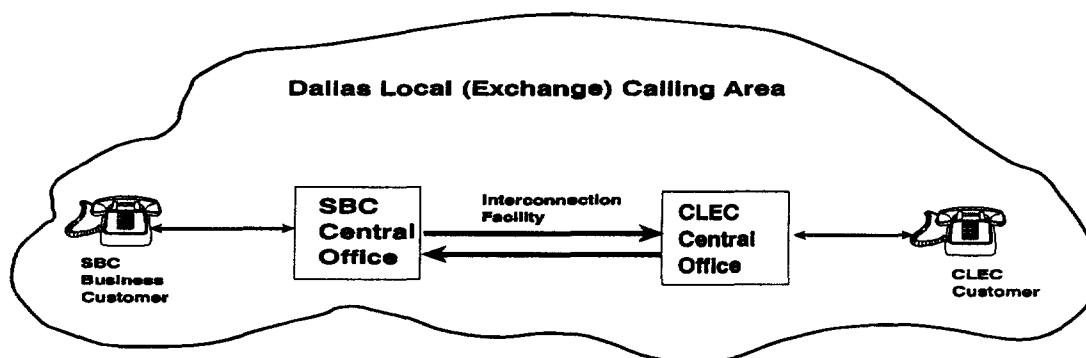 Dallas Local (Exchange) Calling Area
SBC
Central
Office
Interconnection
Facility
CLEC
Central
Office
SBC
Business
Customer
CLEC
Customer